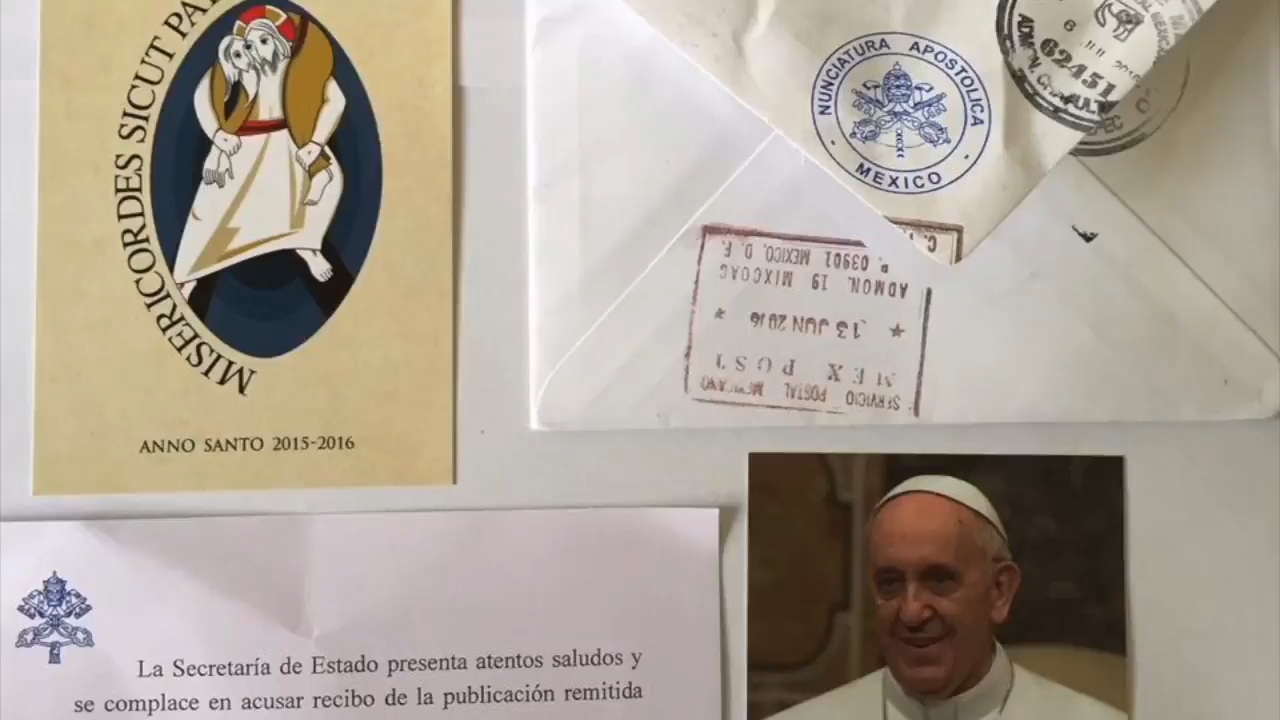 MISERICORDES SICUT PA
ANNO SANTO 2015-2016
NUNCIATURA APOSTOLICA
MEXICO
62451
SERVICIO POSTAL MEXICANO
MEXPOST
★ 13 JUN 2016 ★
ADMON. 19 MIXCOAC
P. 03901 MEXICO, D. F.
C.
La Secretaría de Estado presenta atentos saludos y
se complace en acusar recibo de la publicación remitida